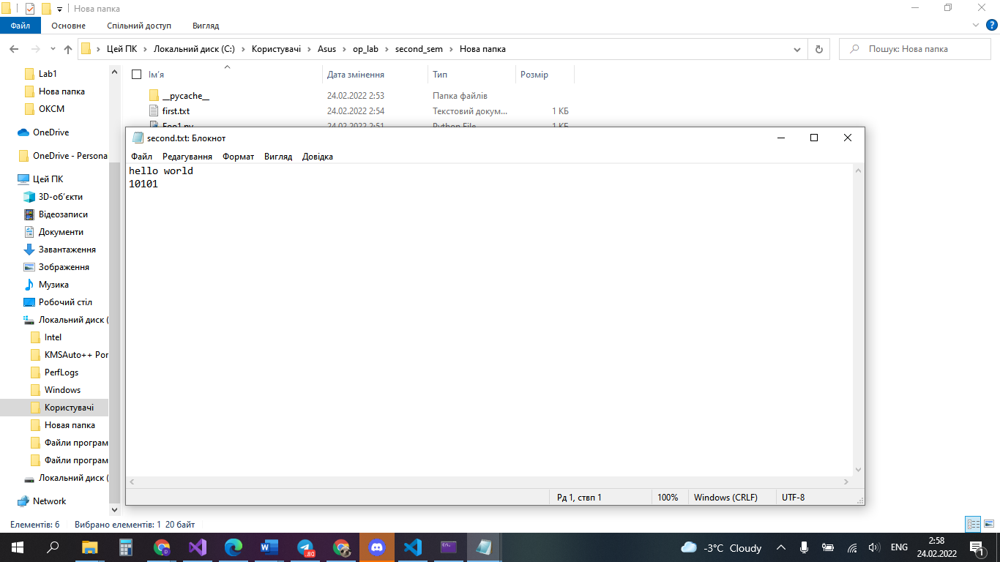 Нова папка
Файл Основне Спільний доступ Вигляд
Цей ПК Локальний диск (C:) Користувачі Asus op_lab second_sem Нова папка
Пошук: Нова папка
Lab1
Нова папка
ОКСМ
OneDrive
OneDrive - Persona
Цей ПК
3D-об'єкти
Відеозаписи
Документи
Завантаження
Зображення
Музика
Робочий стіл
Локальний диск (
Intel
KMSAuto++ Por
PerfLogs
Windows
Користувачі
Новая папка
Файли програм
Файли програм
Локальний диск (
Network
Ім'я Дата змінення Тип Розмір
__pycache__ 24.02.2022 2:53 Папка файлів
first.txt 24.02.2022 2:54 Текстовий докум... 1 КБ
Foo1.py 24.02.2022 2:51 Python File 1 КБ
second.txt: Блокнот
Файл Редагування Формат Вигляд Довідка
hello world
10101
Рд 1, ствп 1 100% Windows (CRLF) UTF-8
Елементів: 6 Вибрано елементів: 1 20 байт
.80
-3°C Cloudy ENG 2:58
24.02.2022
1